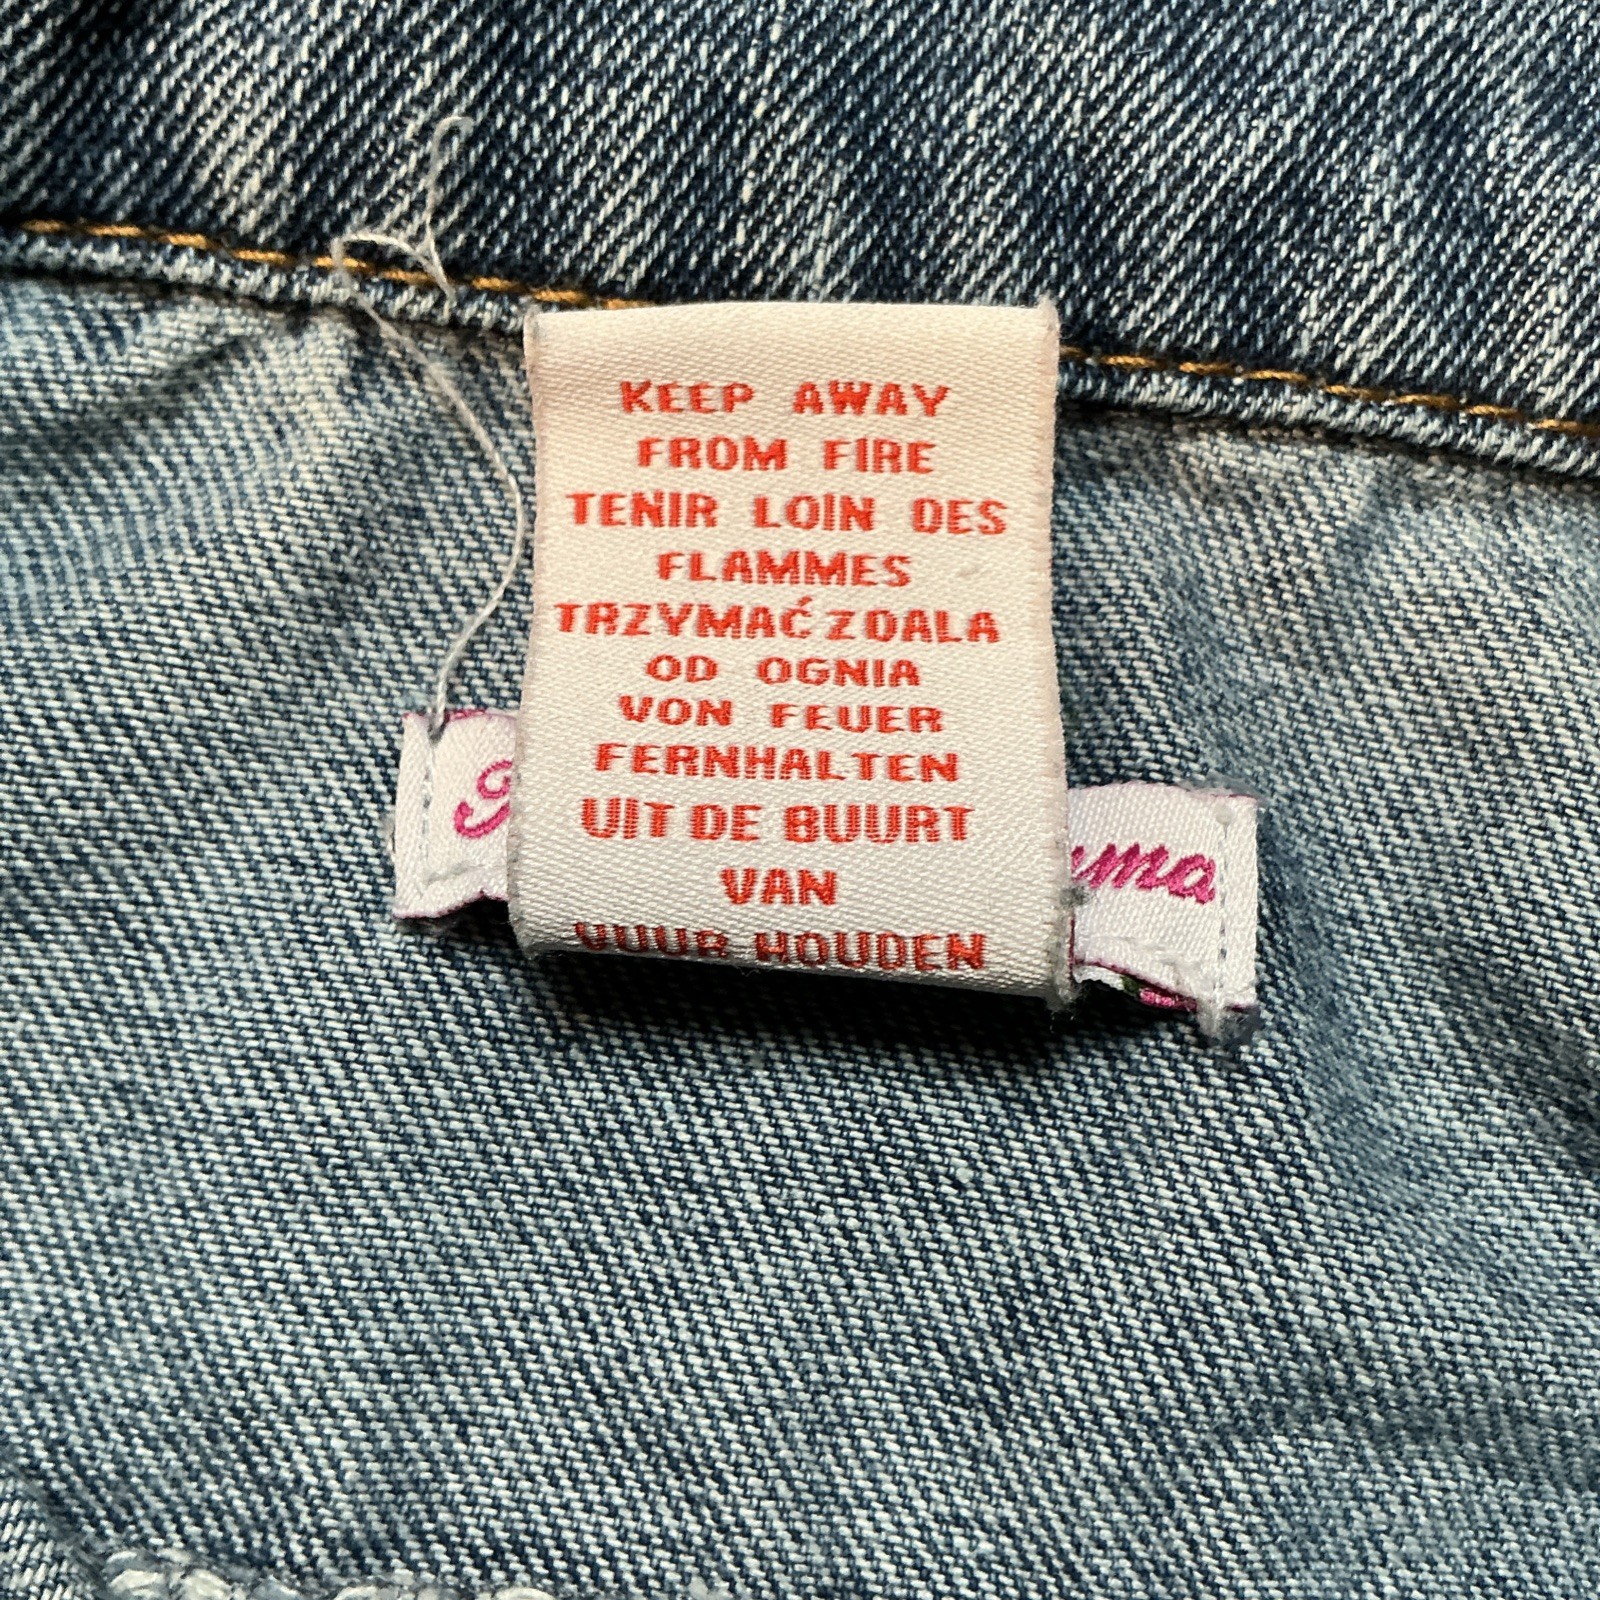 KEEP AWAY
FROM FIRE
TENIR LOIN DES
FLAMMES
TRZYMAĆ Z DALA
OD OGNIA
VON FEUER
FERNHALTEN
UIT DE BUURT
VAN
VUUR HOUDEN